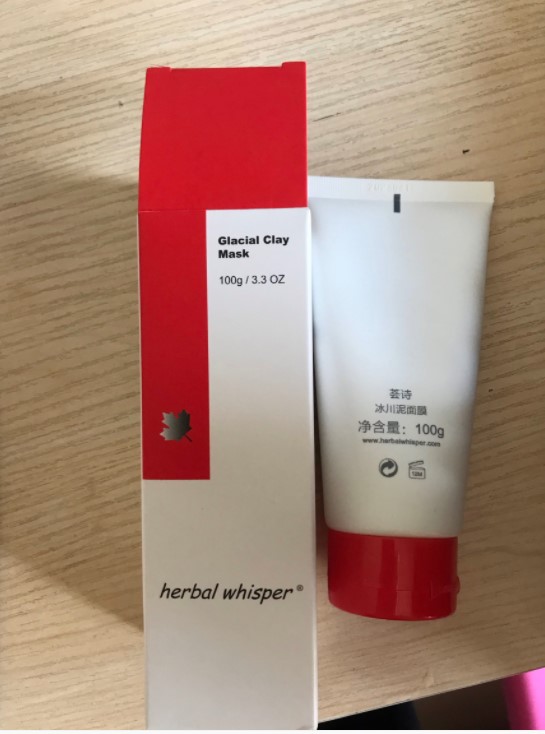 Glacial Clay
Mask
100g / 3.3 OZ
herbal whisper®
荟诗
冰川泥面膜
净含量：100g
www.herbalwhisper.com
12M